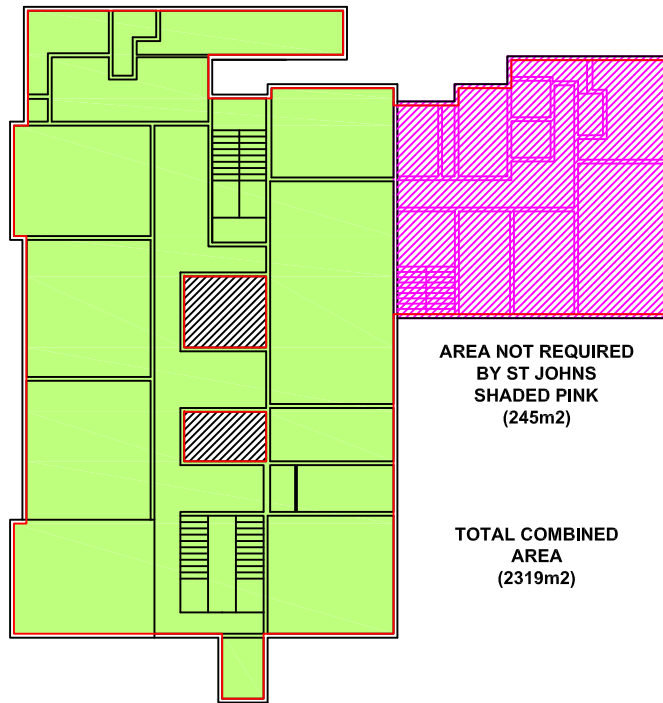 AREA NOT REQUIRED
BY ST JOHNS
SHADED PINK
(245m2)
TOTAL COMBINED
AREA
(2319m2)